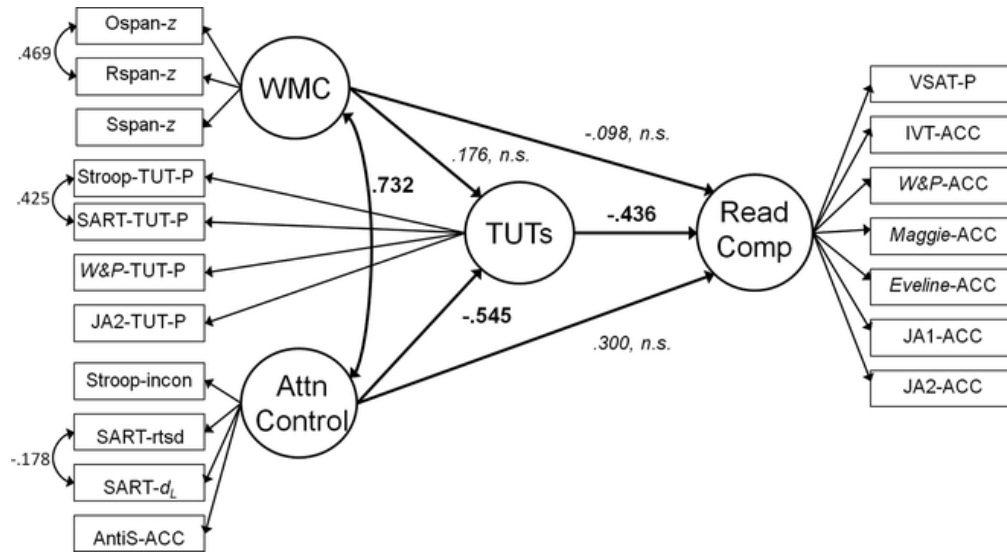 Ospan-z
.469
Rspan-z
Sspan-z
WMC
Stroop-TUT-P
.425
SART-TUT-P
W&P-TUT-P
JA2-TUT-P
Stroop-incon
SART-rtsd
-.178
SART-dL
AntiS-ACC
Attn
Control
.732
.176, n.s.
-.098, n.s.
TUTs
-.436
-.545
.300, n.s.
Read
Comp
VSAT-P
IVT-ACC
W&P-ACC
Maggie-ACC
Eveline-ACC
JA1-ACC
JA2-ACC